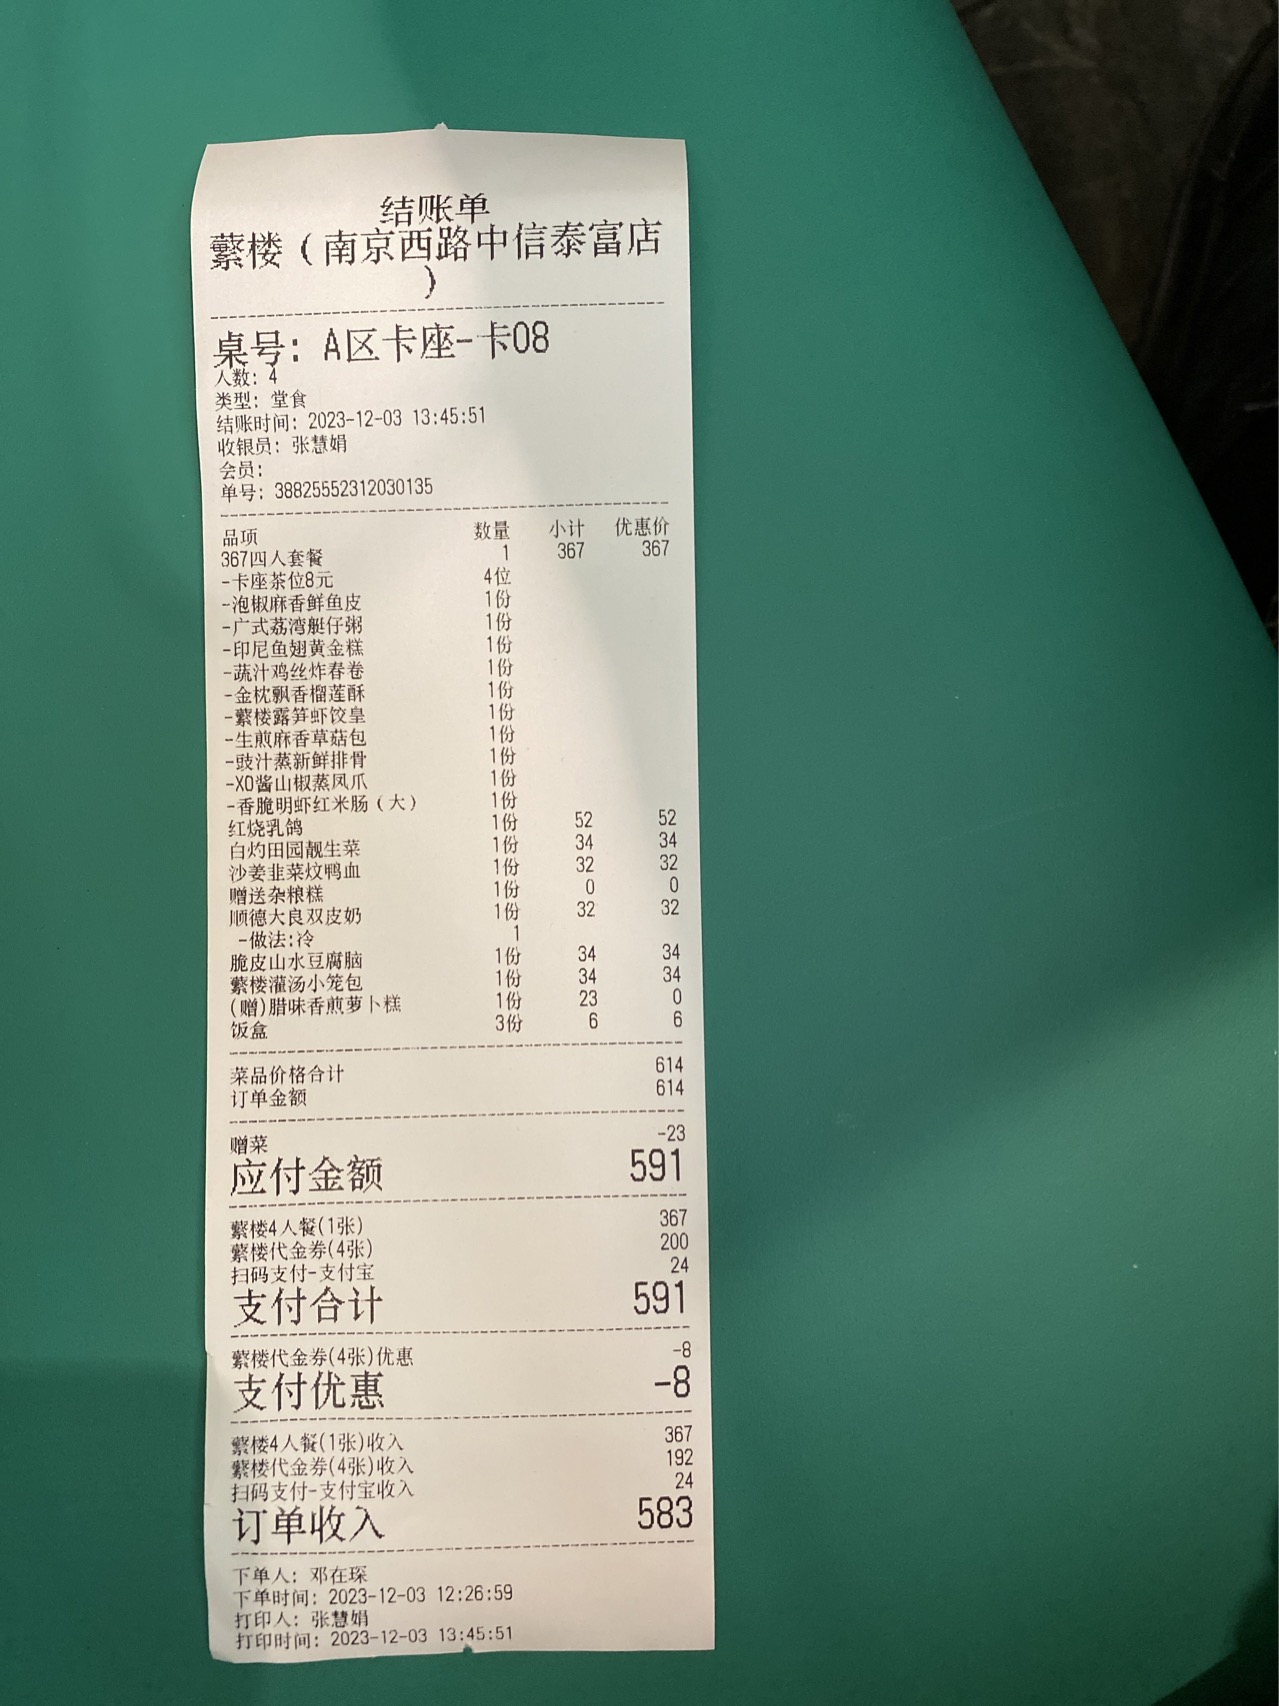 结账单
蘩楼（南京西路中信泰富店
）
桌号: A区卡座-卡08
人数: 4
类型: 堂食
结账时间: 2023-12-03 13:45:51
收银员: 张慧娟
会员:
单号: 38825552312030135
品项 数量 小计 优惠价
367四人套餐 1 367 367
-卡座茶位8元 4位
-泡椒麻香鲜鱼皮 1份
-广式荔湾艇仔粥 1份
-印尼鱼翅黄金糕 1份
-蔬汁鸡丝炸春卷 1份
-金枕飘香榴莲酥 1份
-蘩楼露笋虾饺皇 1份
-生煎麻香草菇包 1份
-豉汁蒸新鲜排骨 1份
-XO酱山椒蒸凤爪 1份
-香脆明虾红米肠（大） 1份
红烧乳鸽 1份 52 52
白灼田园靓生菜 1份 34 34
沙姜韭菜炆鸭血 1份 32 32
赠送杂粮糕 1份 0 0
顺德大良双皮奶 1份 32 32
-做法:冷 1
脆皮山水豆腐脑 1份 34 34
蘩楼灌汤小笼包 1份 34 34
(赠)腊味香煎萝卜糕 1份 23 0
饭盒 3份 6 6
菜品价格合计 614
订单金额 614
赠菜 -23
应付金额 591
蘩楼4人餐(1张) 367
蘩楼代金券(4张) 200
扫码支付-支付宝 24
支付合计 591
蘩楼代金券(4张)优惠 -8
支付优惠 -8
蘩楼4人餐(1张)收入 367
蘩楼代金券(4张)收入 192
扫码支付-支付宝收入 24
订单收入 583
下单人: 邓在琛
下单时间: 2023-12-03 12:26:59
打印人: 张慧娟
打印时间: 2023-12-03 13:45:51